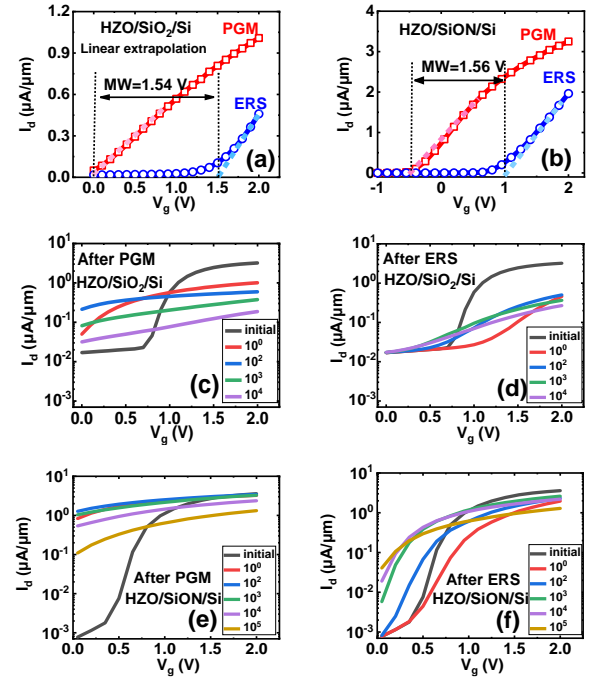 HZO/SiO₂/Si
Linear extrapolation
PGM
MW=1.54 V
ERS
(a)
I_d (μA/μm)
1.2
0.9
0.6
0.3
0.0
0.0 0.5 1.0 1.5 2.0
V_g (V)
HZO/SiON/Si
PGM
MW=1.56 V
ERS
(b)
I_d (μA/μm)
4
2
0
-1 0 1 2
V_g (V)
After PGM
HZO/SiO₂/Si
(c)
initial
10⁰
10²
10³
10⁴
I_d (μA/μm)
10¹
10⁰
10⁻¹
10⁻²
10⁻³
0.0 0.5 1.0 1.5 2.0
V_g (V)
After ERS
HZO/SiO₂/Si
(d)
initial
10⁰
10²
10³
10⁴
I_d (μA/μm)
10¹
10⁰
10⁻¹
10⁻²
10⁻³
0.0 0.5 1.0 1.5 2.0
V_g (V)
After PGM
HZO/SiON/Si
(e)
initial
10⁰
10²
10³
10⁴
10⁵
I_d (μA/μm)
10¹
10⁰
10⁻¹
10⁻²
10⁻³
0.0 0.5 1.0 1.5 2.0
V_g (V)
After ERS
HZO/SiON/Si
(f)
initial
10⁰
10²
10³
10⁴
10⁵
I_d (μA/μm)
10¹
10⁰
10⁻¹
10⁻²
10⁻³
0.0 0.5 1.0 1.5 2.0
V_g (V)